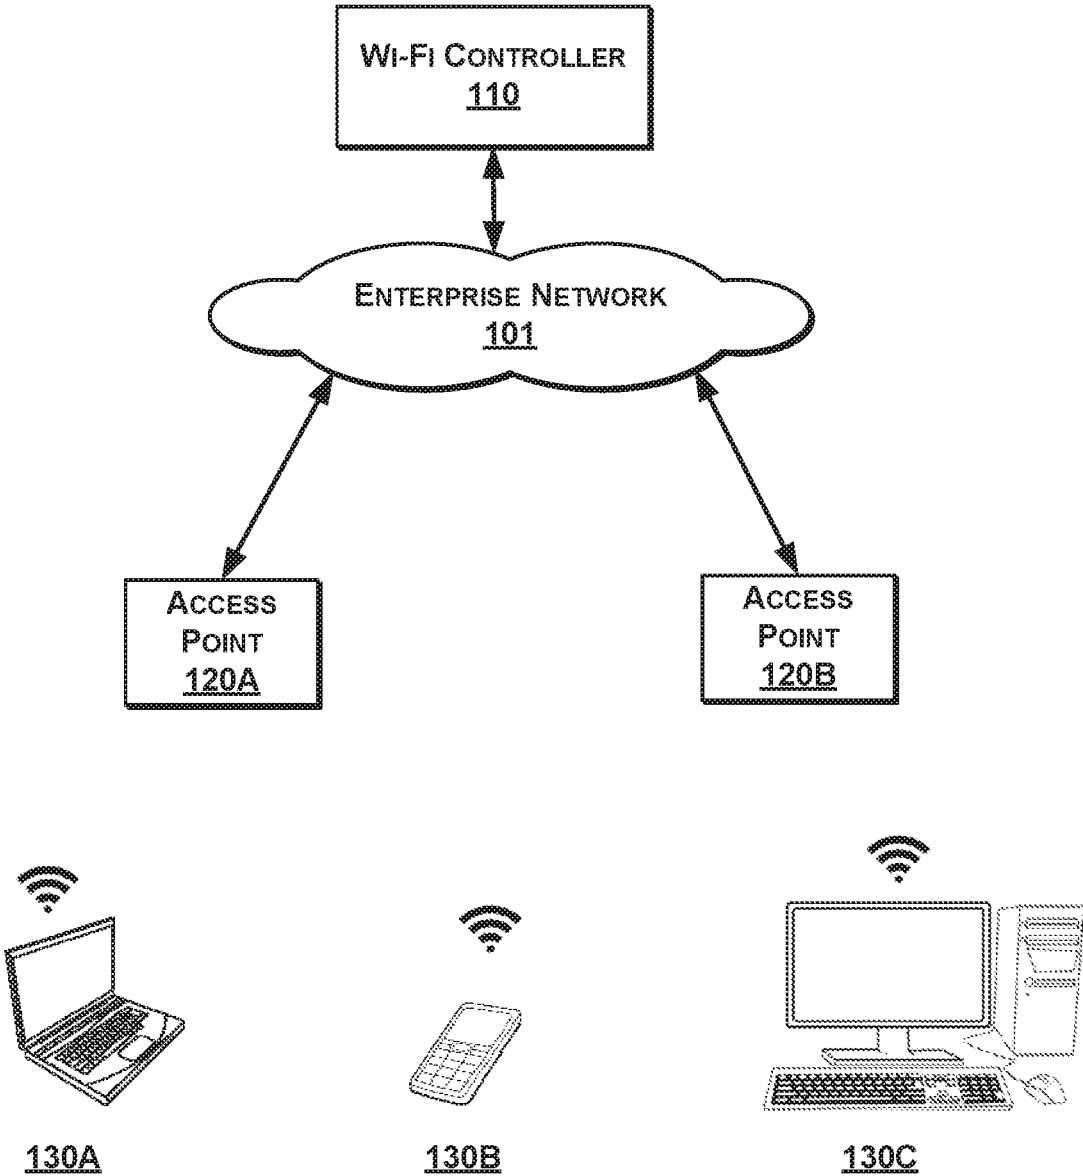 WI-FI CONTROLLER
110
ENTERPRISE NETWORK
101
ACCESS
POINT
120A
ACCESS
POINT
120B
130A
130B
130C